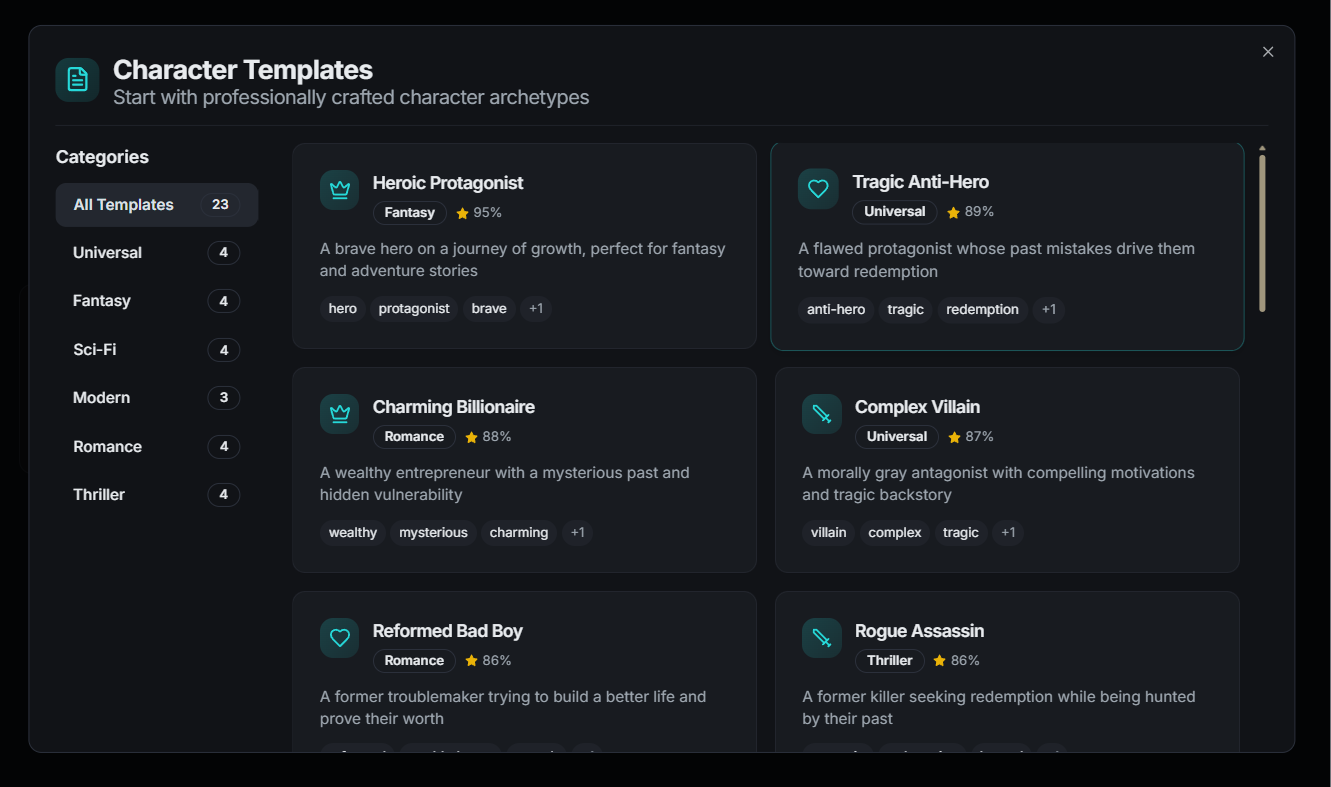 Character Templates
Start with professionally crafted character archetypes
Categories
All Templates 23
Universal 4
Fantasy 4
Sci-Fi 4
Modern 3
Romance 4
Thriller 4
Heroic Protagonist
Fantasy 95%
A brave hero on a journey of growth, perfect for fantasy
and adventure stories
hero protagonist brave +1
Tragic Anti-Hero
Universal 89%
A flawed protagonist whose past mistakes drive them
toward redemption
anti-hero tragic redemption +1
Charming Billionaire
Romance 88%
A wealthy entrepreneur with a mysterious past and
hidden vulnerability
wealthy mysterious charming +1
Complex Villain
Universal 87%
A morally gray antagonist with compelling motivations
and tragic backstory
villain complex tragic +1
Reformed Bad Boy
Romance 86%
A former troublemaker trying to build a better life and
prove their worth
Rogue Assassin
Thriller 86%
A former killer seeking redemption while being hunted
by their past